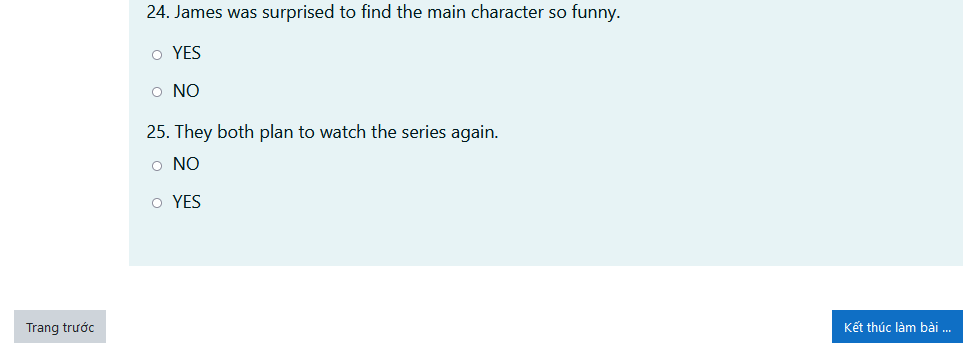 24. James was surprised to find the main character so funny.
YES
NO
25. They both plan to watch the series again.
NO
YES
Trang trước
Kết thúc làm bài ...